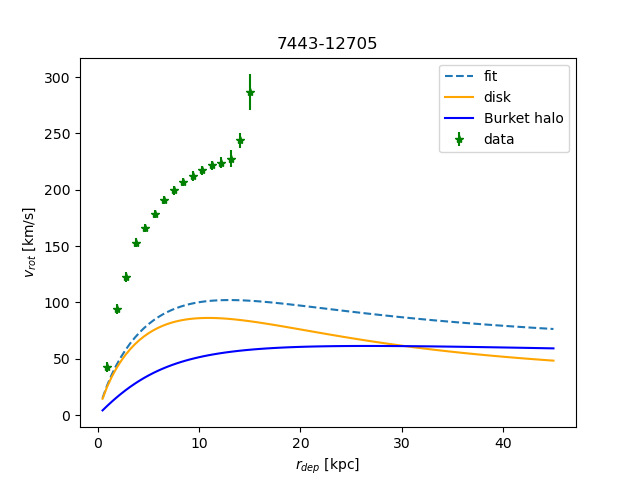 7443-12705
300
250
200
150
100
50
0
v_rot [km/s]
fit
disk
Burket halo
data
0 10 20 30 40
r_dep [kpc]